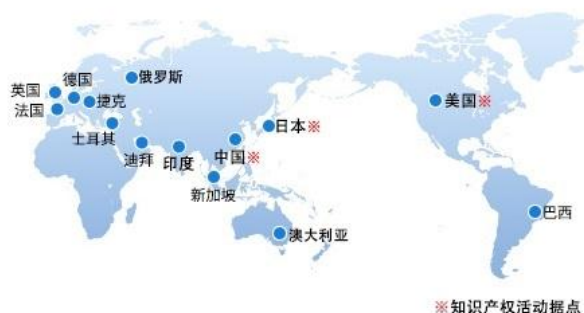 俄罗斯
德国
英国
捷克
美国※
法国
日本※
士耳其
中国※
迪拜
印度
新加坡
巴西
澳大利亚
※知识产权活动据点